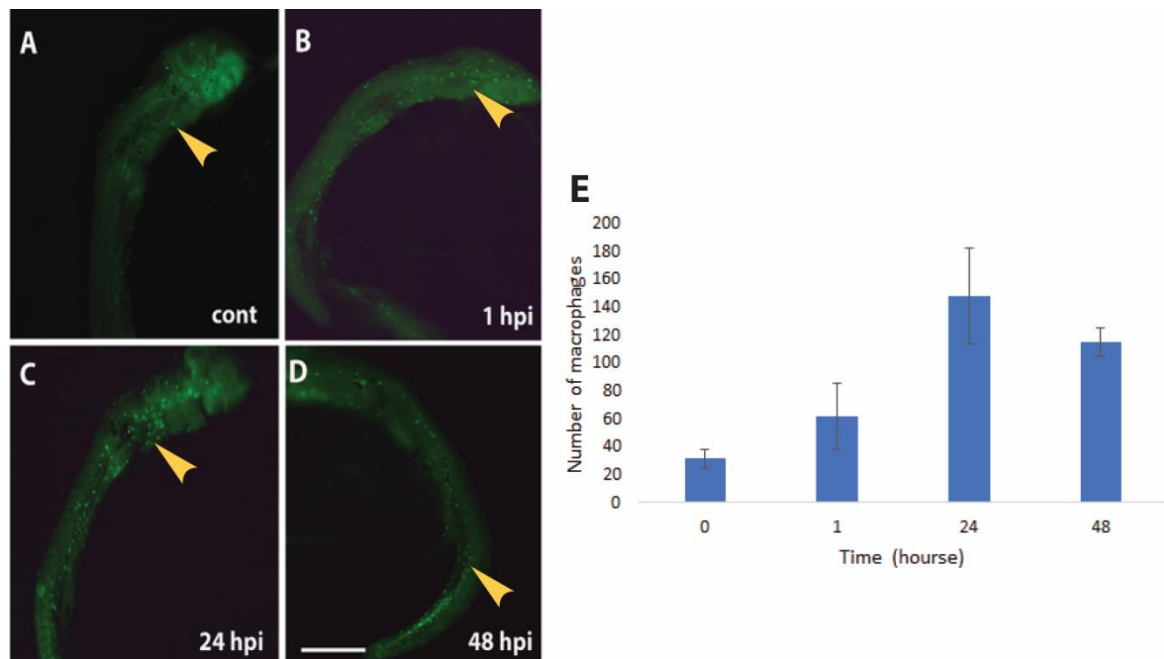 A
cont
B
1 hpi
C
24 hpi
D
48 hpi
E
Number of macrophages
200
180
160
140
120
100
80
60
40
20
0
0 1 24 48
Time (hourse)